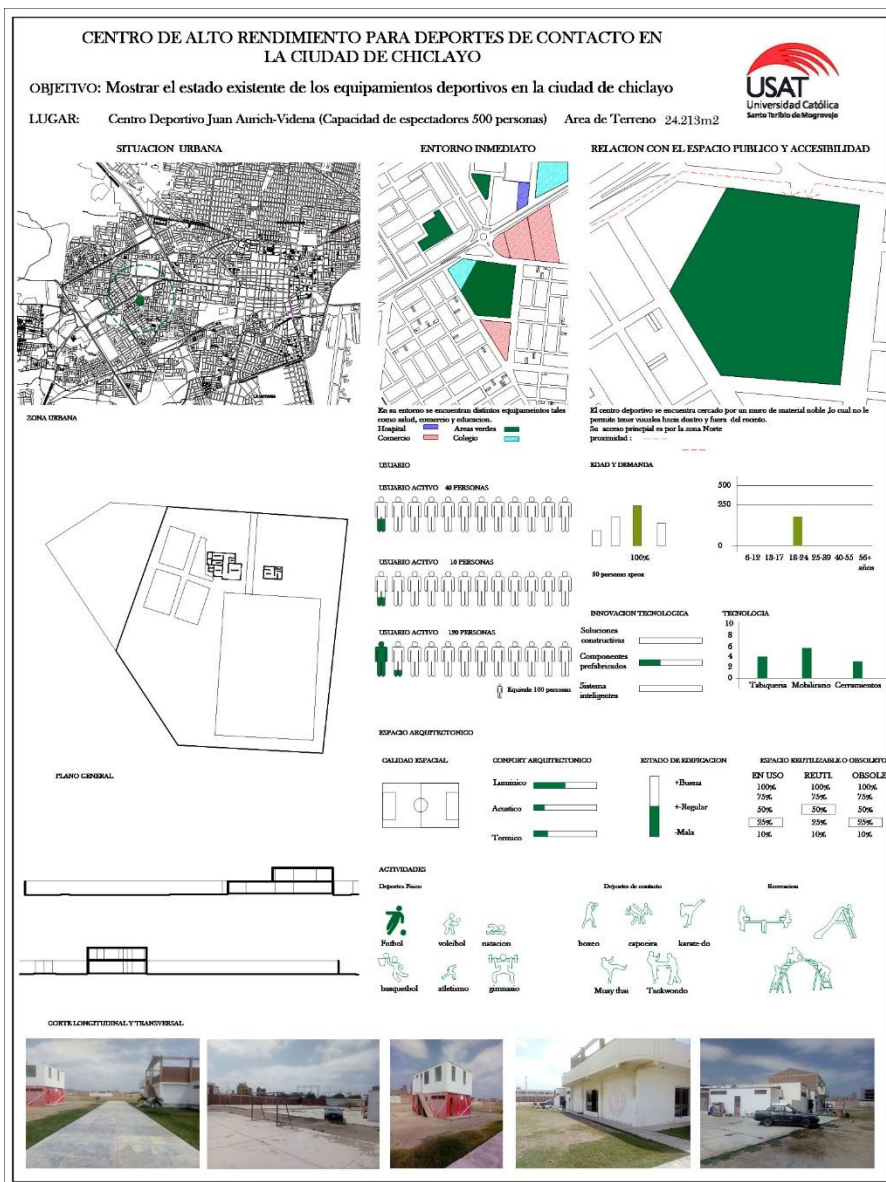 CENTRO DE ALTO RENDIMIENTO PARA DEPORTES DE CONTACTO EN
LA CIUDAD DE CHICLAYO
OBJETIVO: Mostrar el estado existente de los equipamientos deportivos en la ciudad de chiclayo
LUGAR: Centro Deportivo Juan Aurich-Videna (Capacidad de espectadores 500 personas) Area de Terreno 24.213m2
USAT
Universidad Católica
Santo Toribio de Mogrovejo
SITUACION URBANA
ENTORNO INMEDIATO
RELACION CON EL ESPACIO PUBLICO Y ACCESIBILIDAD
LA VICTORIA
ZONA URBANA
En su entorno se encuentran distintos equipamientos tales
como salud, comercio y educacion.
Hospital Areas verdes
Comercio Colegio
El centro deportivo se encuentra cercado por un muro de material noble ,lo cual no le
permite tener visuales hacia dentro y fuera del recinto.
Su acceso principal es por la zona Norte
proximidad :
USUARIO
USUARIO ACTIVO 40 PERSONAS
USUARIO ACTIVO 10 PERSONAS
USUARIO ACTIVO 120 PERSONAS
Equivale 100 personas
EDAD Y DEMANDA
100%
50 personas aprox
500
250
0
6-12 13-17 18-24 25-39 40-55 56+
años
INNOVACION TECNOLOGICA
Soluciones
constructivas
Componentes
prefabricados
Sistema
inteligentes
TECNOLOGIA
10
8
6
4
2
0
Tabiqueria Mobiliario Cerramientos
PLANO GENERAL
ESPACIO ARQUITECTONICO
CALIDAD ESPACIAL
CONFORT ARQUITECTONICO
Luminico
Acustico
Termico
ESTADO DE EDIFICACION
+Buena
+-Regular
-Mala
ESPACIO REUTILIZABLE O OBSOLETO
EN USO REUTI. OBSOLE
100% 100% 100%
75% 75% 75%
50% 50% 50%
25% 25% 25%
10% 10% 10%
ACTIVIDADES
Deportes Fisico
Futbol voleibol natacion
basquetbol atletismo gimnasio
Deportes de contacto
boxeo capoeira karate-do
Muay thai Taekwondo
Recreacion
CORTE LONGITUDINAL Y TRANSVERSAL